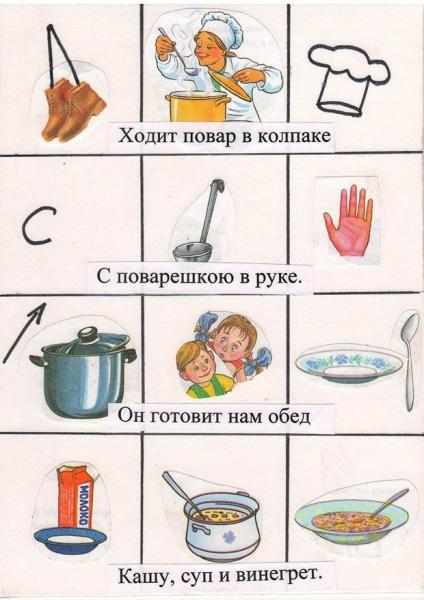 Ходит повар в колпаке
С
С поварешкою в руке.
Он готовит нам обед
МОЛОКО
Кашу, суп и винегрет.